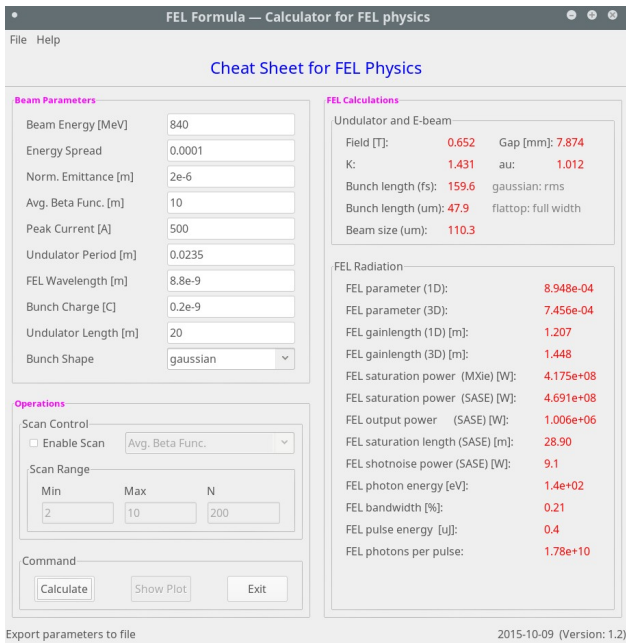 FEL Formula — Calculator for FEL physics
File Help
Cheat Sheet for FEL Physics
Beam Parameters
Beam Energy [MeV] 840
Energy Spread 0.0001
Norm. Emittance [m] 2e-6
Avg. Beta Func. [m] 10
Peak Current [A] 500
Undulator Period [m] 0.0235
FEL Wavelength [m] 8.8e-9
Bunch Charge [C] 0.2e-9
Undulator Length [m] 20
Bunch Shape gaussian
Operations
Scan Control
Enable Scan Avg. Beta Func.
Scan Range
Min Max N
2 10 200
Command
Calculate Show Plot Exit
FEL Calculations
Undulator and E-beam
Field [T]: 0.652 Gap [mm]: 7.874
K: 1.431 au: 1.012
Bunch length (fs): 159.6 gaussian: rms
Bunch length (um): 47.9 flattop: full width
Beam size (um): 110.3
FEL Radiation
FEL parameter (1D): 8.948e-04
FEL parameter (3D): 7.456e-04
FEL gainlength (1D) [m]: 1.207
FEL gainlength (3D) [m]: 1.448
FEL saturation power (MXie) [W]: 4.175e+08
FEL saturation power (SASE) [W]: 4.691e+08
FEL output power (SASE) [W]: 1.006e+06
FEL saturation length (SASE) [m]: 28.90
FEL shotnoise power (SASE) [W]: 9.1
FEL photon energy [eV]: 1.4e+02
FEL bandwidth [%]: 0.21
FEL pulse energy [uJ]: 0.4
FEL photons per pulse: 1.78e+10
Export parameters to file 2015-10-09 (Version: 1.2)